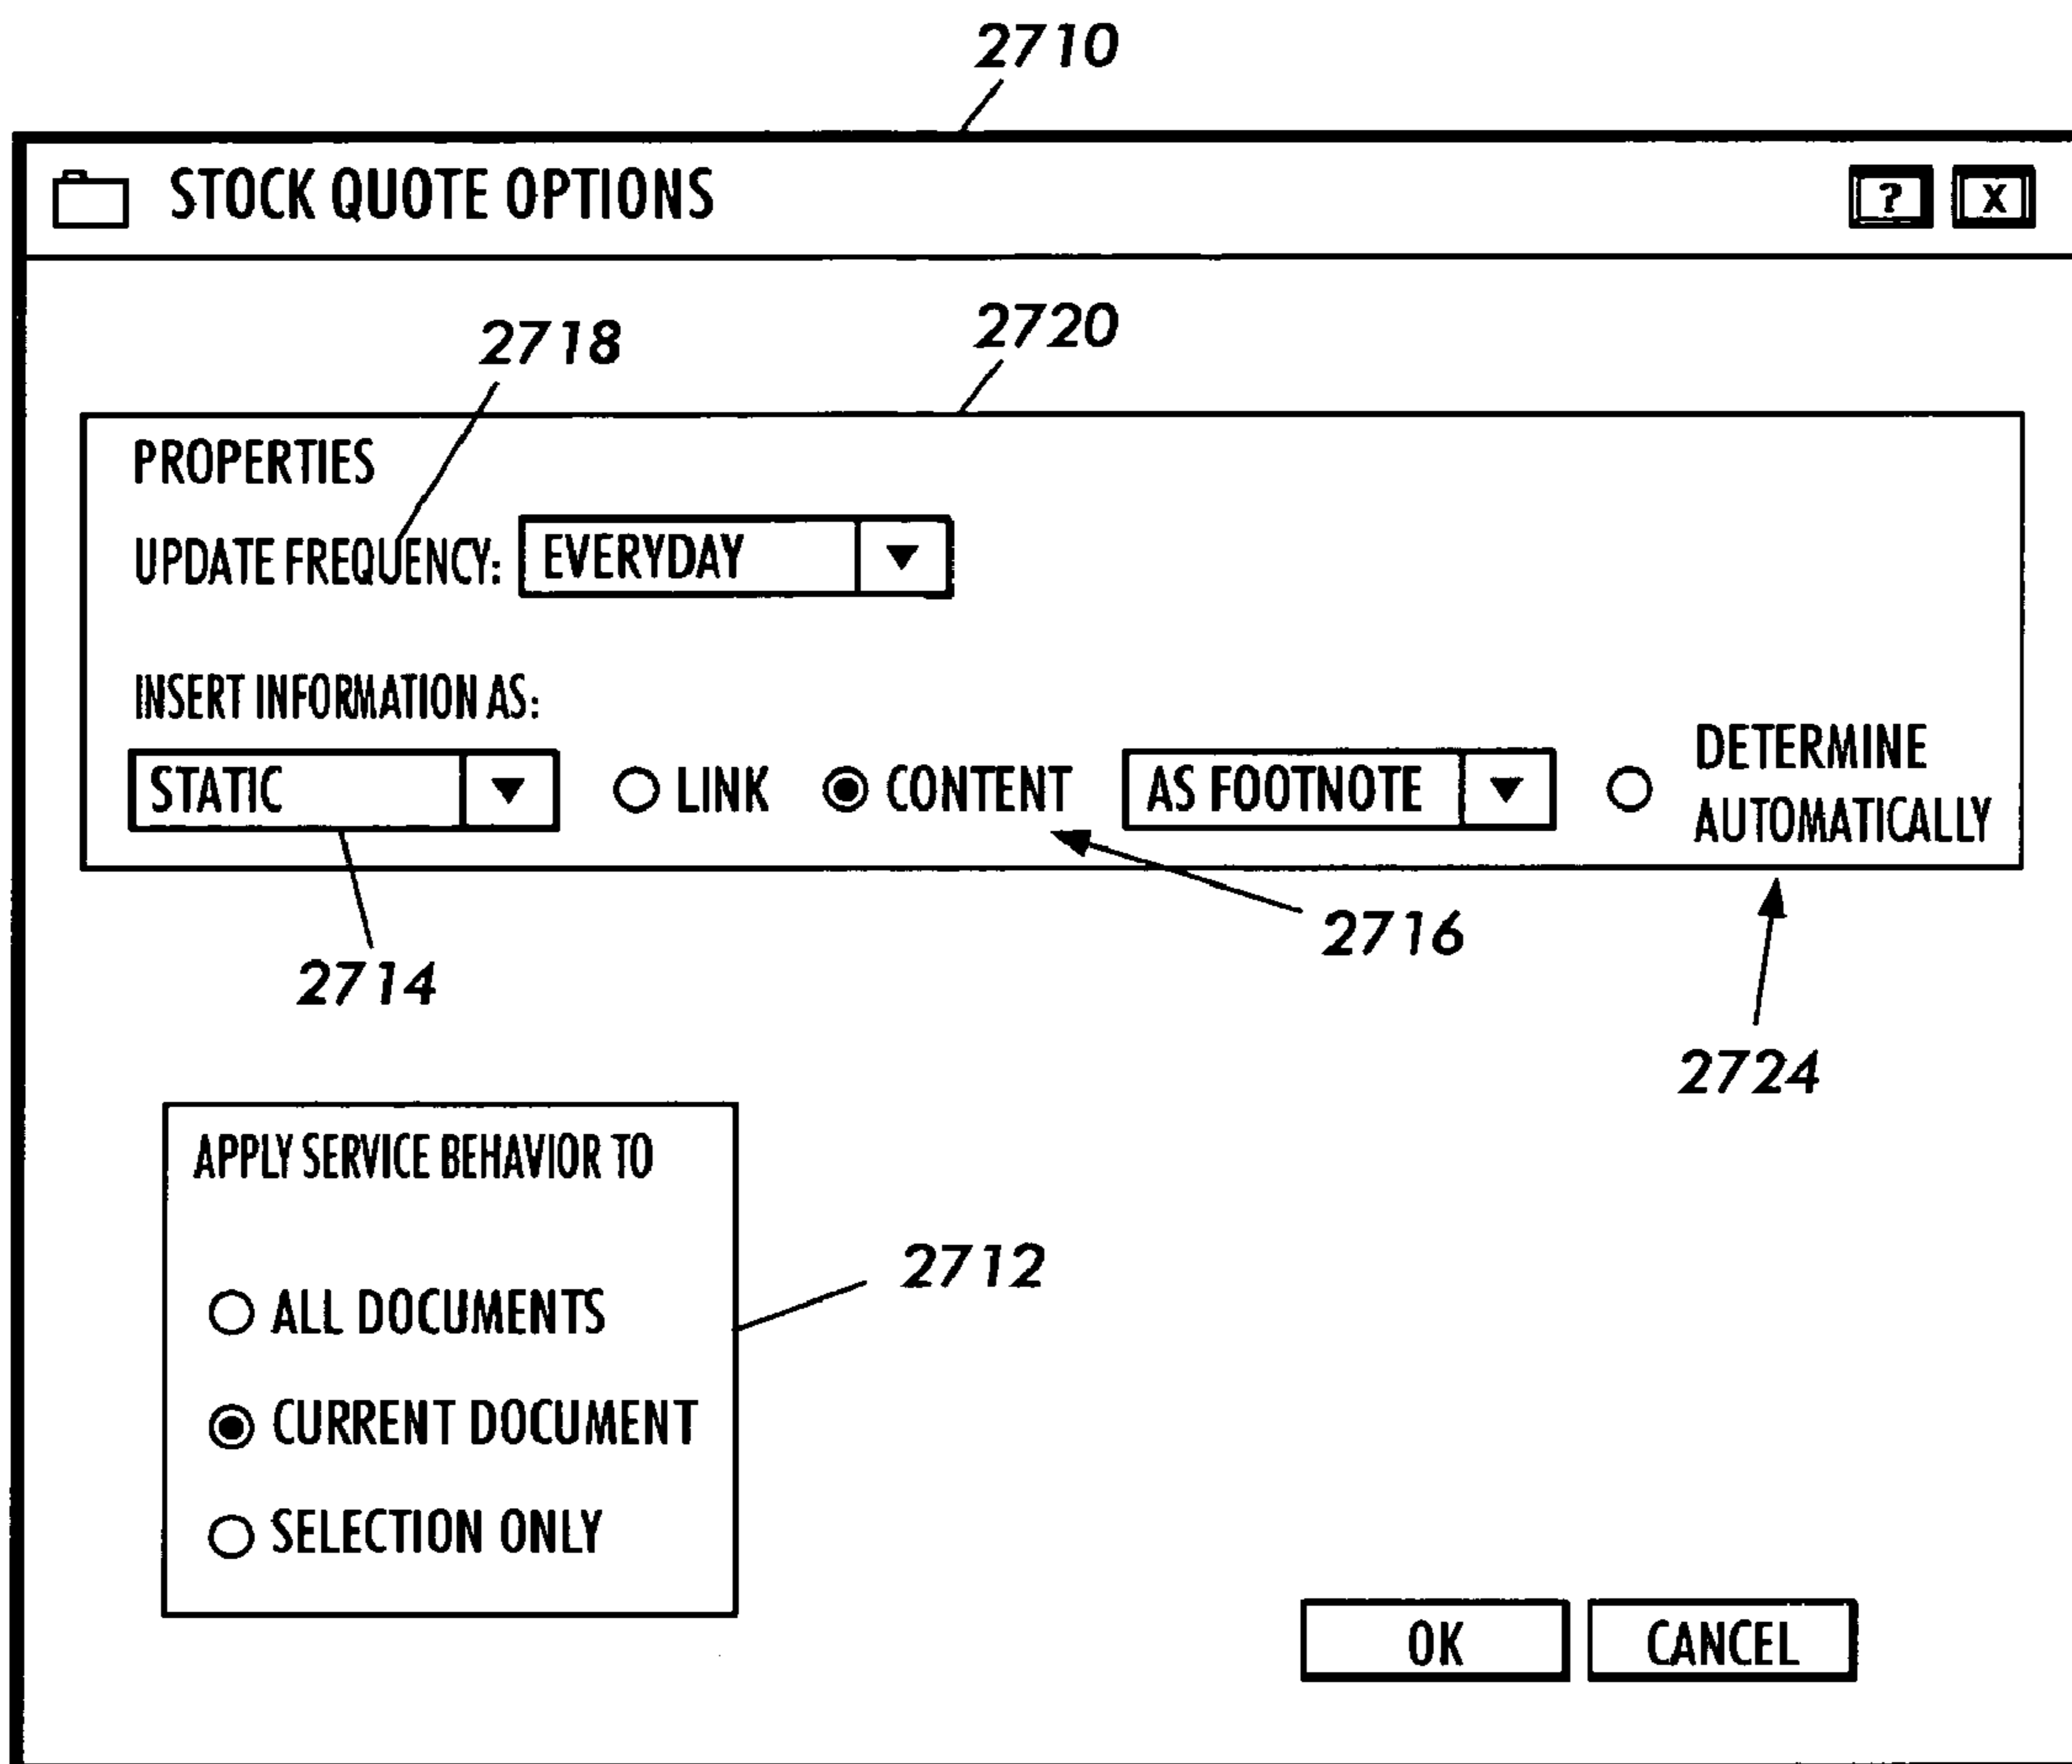 2710
STOCK QUOTE OPTIONS ? X
2718 2720
PROPERTIES
UPDATE FREQUENCY: EVERYDAY
INSERT INFORMATION AS:
STATIC LINK CONTENT AS FOOTNOTE DETERMINE
AUTOMATICALLY
2716
2714
2724
APPLY SERVICE BEHAVIOR TO
2712
ALL DOCUMENTS
CURRENT DOCUMENT
SELECTION ONLY
OK CANCEL